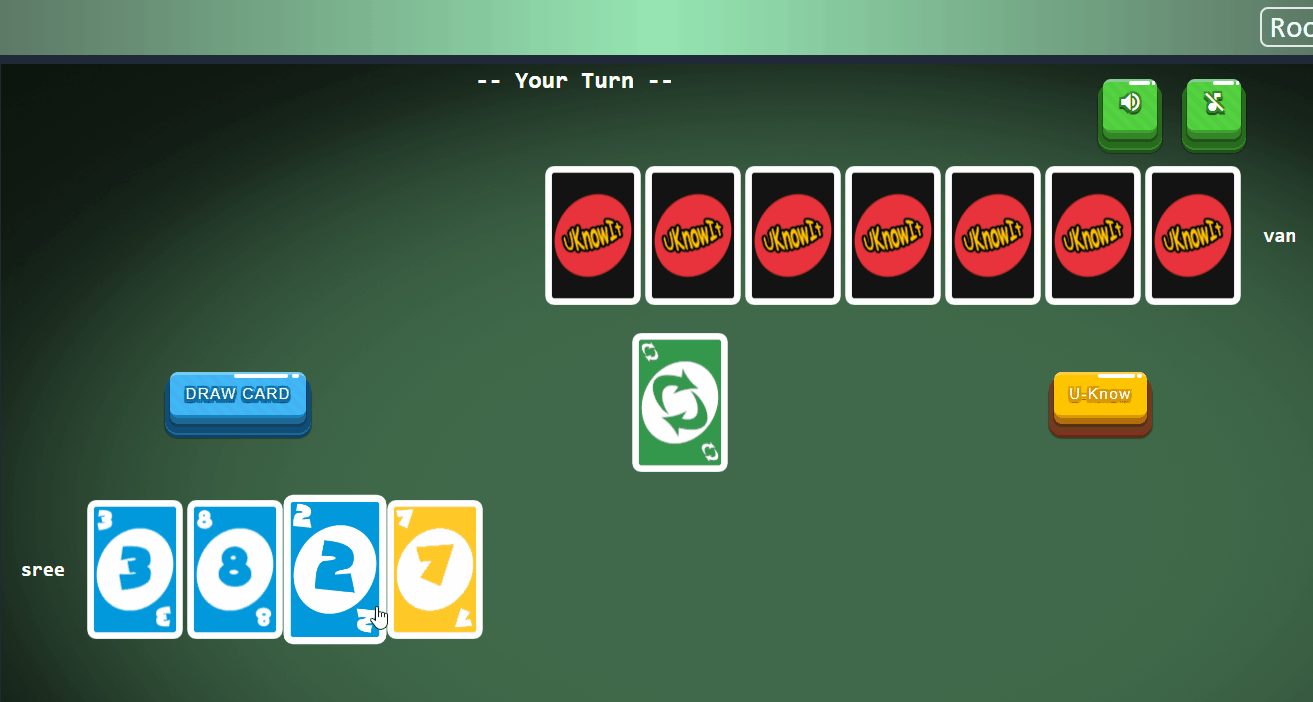 Roo
-- Your Turn --
UKnowIt UKnowIt UKnowIt UKnowIt UKnowIt UKnowIt UKnowIt
van
DRAW CARD
U-Know
3 8 2 7
sree
3 8 2 7
3 8 2 7